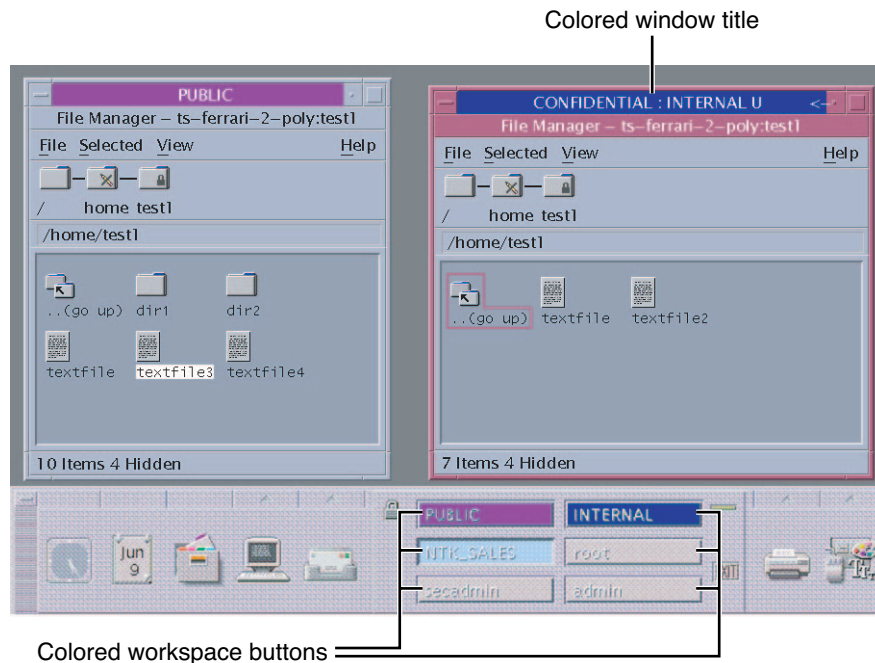 Colored window title
PUBLIC
File Manager – ts–ferrari–2–poly:test1
File Selected View Help
/ home test1
/home/test1
..(go up) dir1 dir2
textfile textfile3 textfile4
10 Items 4 Hidden
CONFIDENTIAL : INTERNAL U <–
File Manager – ts–ferrari–2–poly:test1
File Selected View Help
/ home test1
/home/test1
..(go up) textfile textfile2
7 Items 4 Hidden
Jun
9
PUBLIC INTERNAL
NTK_SALES root
secadmin admin
EXIT
Colored workspace buttons